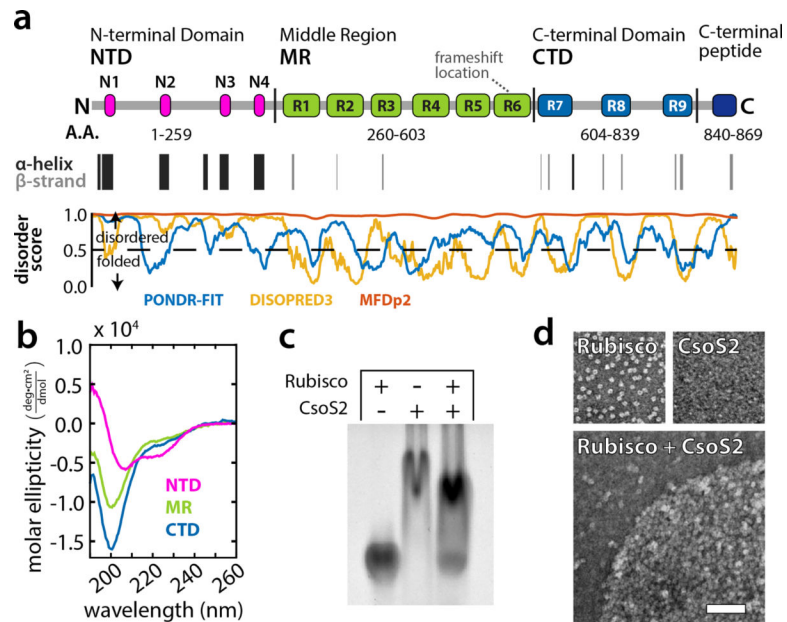 a
N-terminal Domain
NTD
Middle Region
MR
C-terminal Domain
CTD
C-terminal
peptide
frameshift
location
N1 N2 N3 N4
N R1 R2 R3 R4 R5 R6 R7 R8 R9 C
A.A. 1-259 260-603 604-839 840-869
α-helix
β-strand
disorder
score
1.0
0.5
0.0
disordered
folded
PONDR-FIT DISOPRED3 MFDp2
b
x 10⁴
1.0
0.5
0.0
-0.5
-1.0
-1.5
molar ellipticity (deg•cm²/dmol)
NTD
MR
CTD
200 220 240 260
wavelength (nm)
c
Rubisco + - +
CsoS2 - + +
d
Rubisco CsoS2
Rubisco + CsoS2